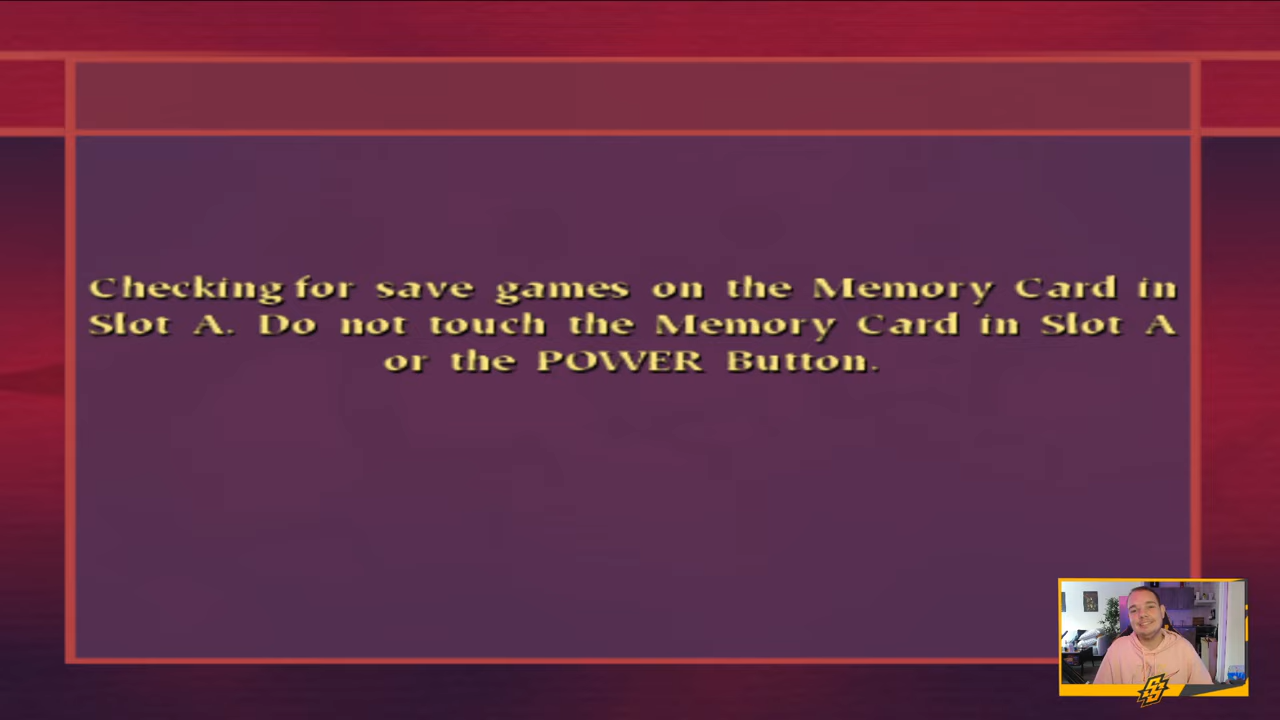 Checking for save games on the Memory Card in
Slot A. Do not touch the Memory Card in Slot A
or the POWER Button.